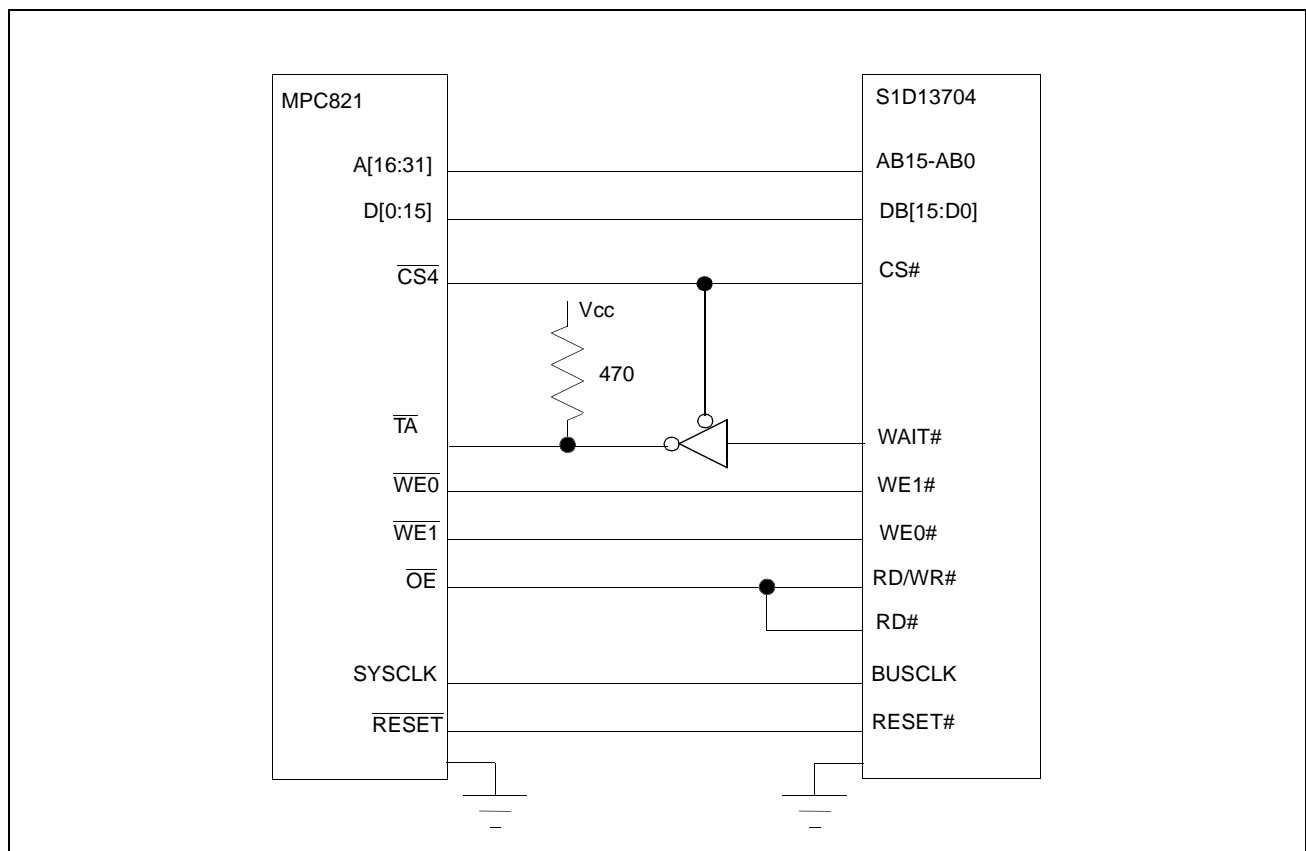 MPC821
S1D13704
A[16:31]
AB15-AB0
D[0:15]
DB[15:D0]
CS4
CS#
Vcc
470
TA
WAIT#
WE0
WE1#
WE1
WE0#
OE
RD/WR#
RD#
SYSCLK
BUSCLK
RESET
RESET#